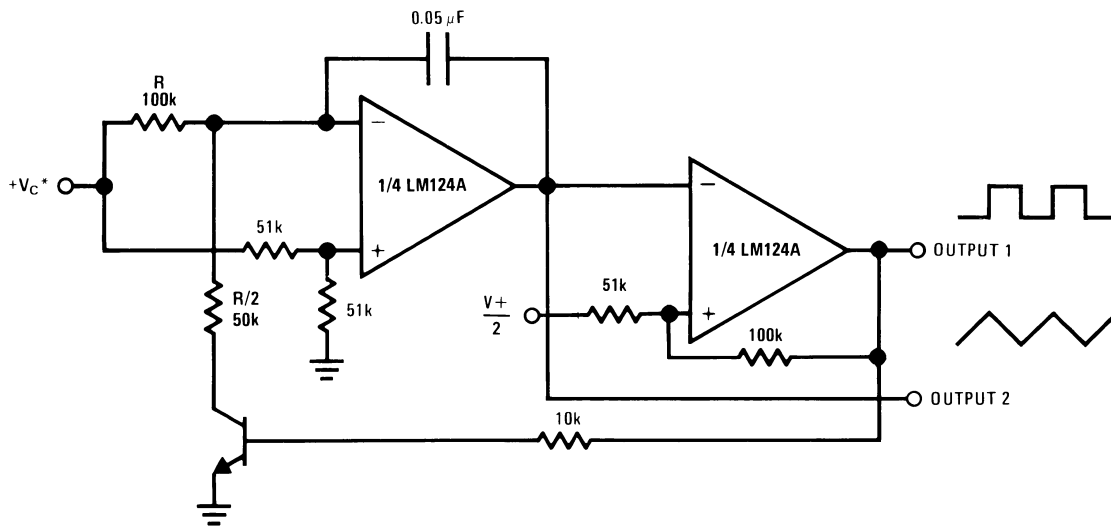 0.05 μF
R
100k
−
+VC*
1/4 LM124A
51k
+
51k
R/2
50k
−
1/4 LM124A
OUTPUT 1
51k
V+
2
+
100k
OUTPUT 2
10k